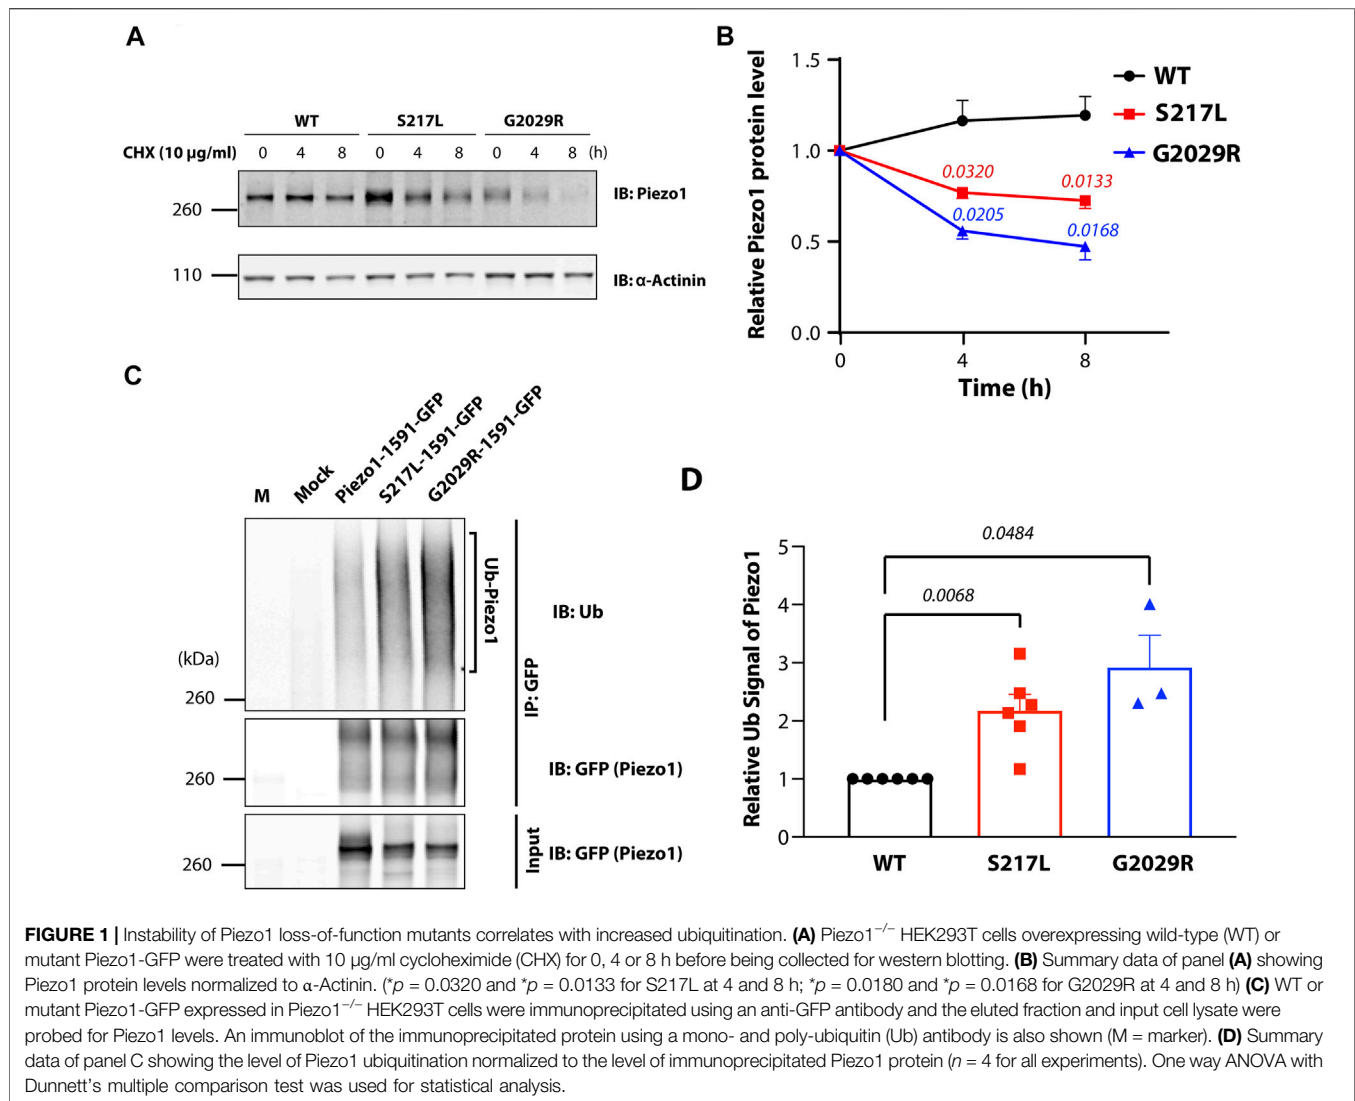 A
WT S217L G2029R
CHX (10 µg/ml) 0 4 8 0 4 8 0 4 8 (h)
IB: Piezo1
260
110
IB: α-Actinin
B
Relative Piezo1 protein level
1.5
1.0
0.5
0.0
0 4 8
Time (h)
WT
S217L
G2029R
0.0320
0.0133
0.0205
0.0168
C
M Mock Piezo1-1591-GFP S217L-1591-GFP G2029R-1591-GFP
Ub-Piezo1
IB: Ub
(kDa)
260
IP: GFP
260
IB: GFP (Piezo1)
260
Input
IB: GFP (Piezo1)
D
Relative Ub Signal of Piezo1
5
4
3
2
1
0
0.0484
0.0068
WT S217L G2029R
FIGURE 1 | Instability of Piezo1 loss-of-function mutants correlates with increased ubiquitination. (A) Piezo1−/− HEK293T cells overexpressing wild-type (WT) or
mutant Piezo1-GFP were treated with 10 µg/ml cycloheximide (CHX) for 0, 4 or 8 h before being collected for western blotting. (B) Summary data of panel (A) showing
Piezo1 protein levels normalized to α-Actinin. (*p = 0.0320 and *p = 0.0133 for S217L at 4 and 8 h; *p = 0.0180 and *p = 0.0168 for G2029R at 4 and 8 h) (C) WT or
mutant Piezo1-GFP expressed in Piezo1−/− HEK293T cells were immunoprecipitated using an anti-GFP antibody and the eluted fraction and input cell lysate were
probed for Piezo1 levels. An immunoblot of the immunoprecipitated protein using a mono- and poly-ubiquitin (Ub) antibody is also shown (M = marker). (D) Summary
data of panel C showing the level of Piezo1 ubiquitination normalized to the level of immunoprecipitated Piezo1 protein (n = 4 for all experiments). One way ANOVA with
Dunnett's multiple comparison test was used for statistical analysis.